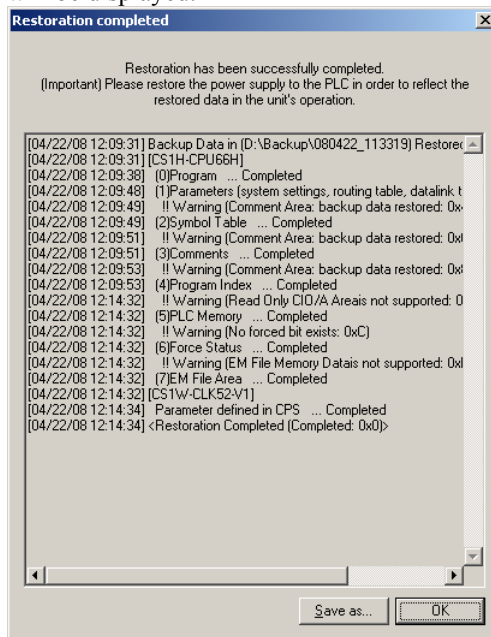 will be displayed.
Restoration completed
Restoration has been successfully completed.
(Important) Please restore the power supply to the PLC in order to reflect the
restored data in the unit's operation.
[04/22/08 12:09:31] Backup Data in (D:\Backup\080422_113319) Restored
[04/22/08 12:09:31] [CS1H-CPU66H]
[04/22/08 12:09:38] (0)Program ... Completed
[04/22/08 12:09:48] (1)Parameters (system settings, routing table, datalink t
[04/22/08 12:09:49] !! Warning (Comment Area: backup data restored: 0x
[04/22/08 12:09:49] (2)Symbol Table ... Completed
[04/22/08 12:09:51] !! Warning (Comment Area: backup data restored: 0x
[04/22/08 12:09:51] (3)Comments ... Completed
[04/22/08 12:09:53] !! Warning (Comment Area: backup data restored: 0x
[04/22/08 12:09:53] (4)Program Index ... Completed
[04/22/08 12:14:32] !! Warning (Read Only CIO/A Areais not supported: 0
[04/22/08 12:14:32] (5)PLC Memory ... Completed
[04/22/08 12:14:32] !! Warning (No forced bit exists: 0xC)
[04/22/08 12:14:32] (6)Force Status ... Completed
[04/22/08 12:14:32] !! Warning (EM File Memory Datais not supported: 0x
[04/22/08 12:14:32] (7)EM File Area ... Completed
[04/22/08 12:14:32] [CS1W-CLK52-V1]
[04/22/08 12:14:34] Parameter defined in CPS ... Completed
[04/22/08 12:14:34] <Restoration Completed (Completed: 0x0)>
Save as... OK